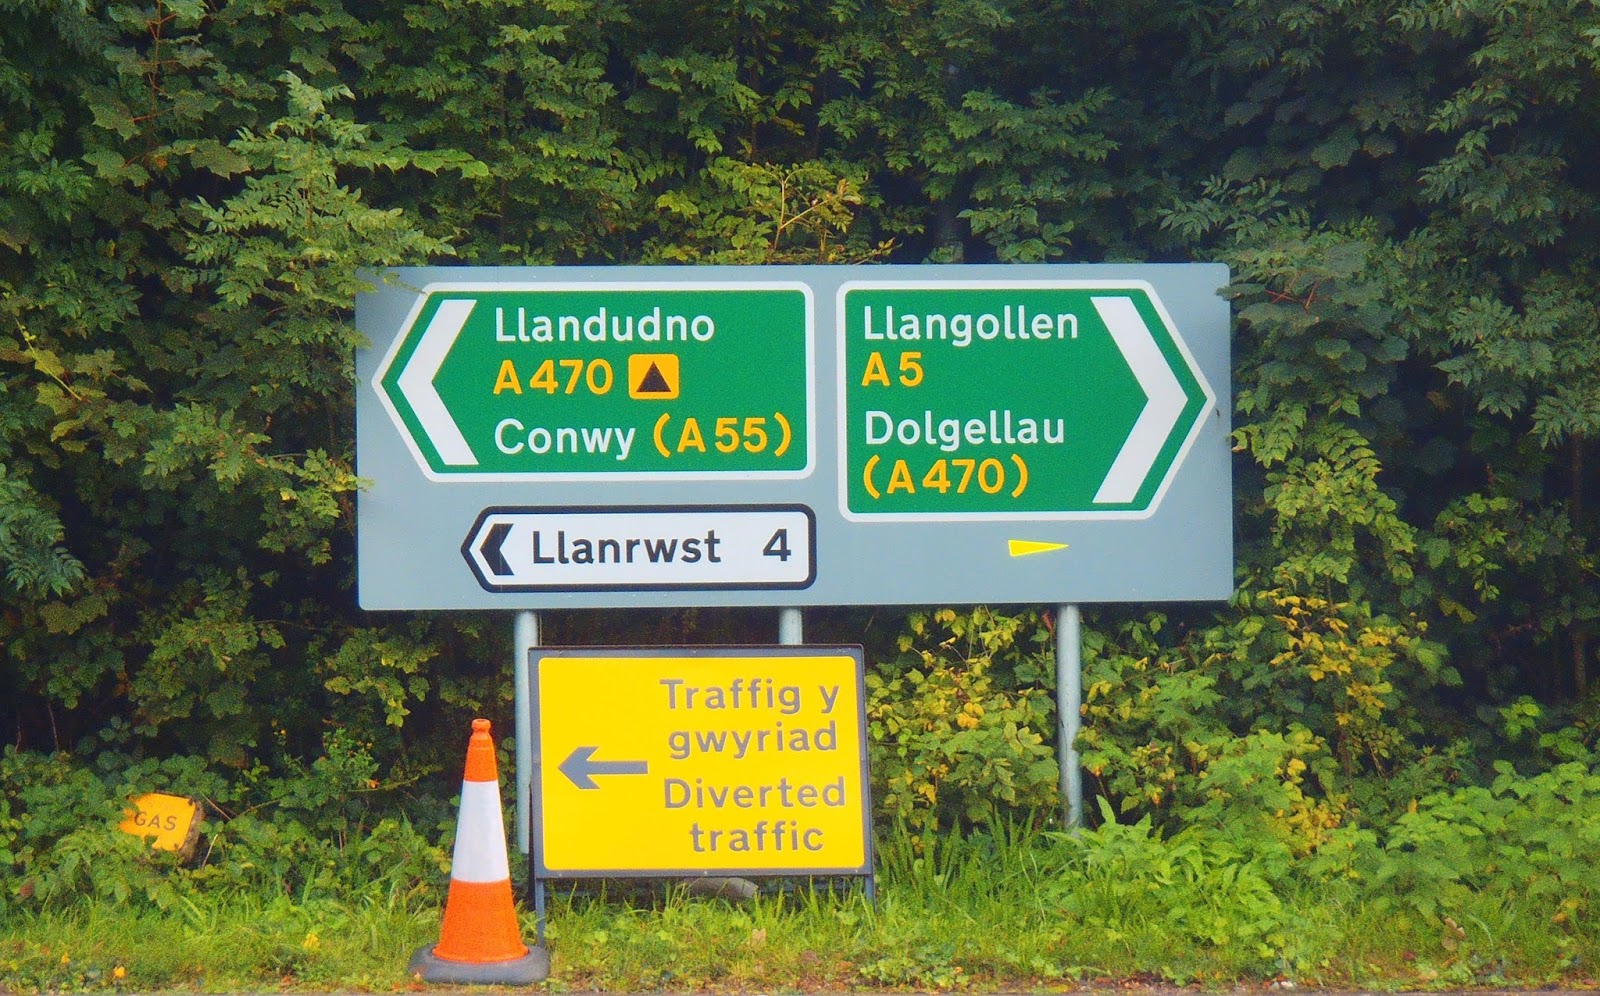 Llandudno
A470
Conwy (A55)
Llangollen
A5
Dolgellau
(A470)
Llanrwst 4
Traffig y
gwyriad
Diverted
traffic
GAS